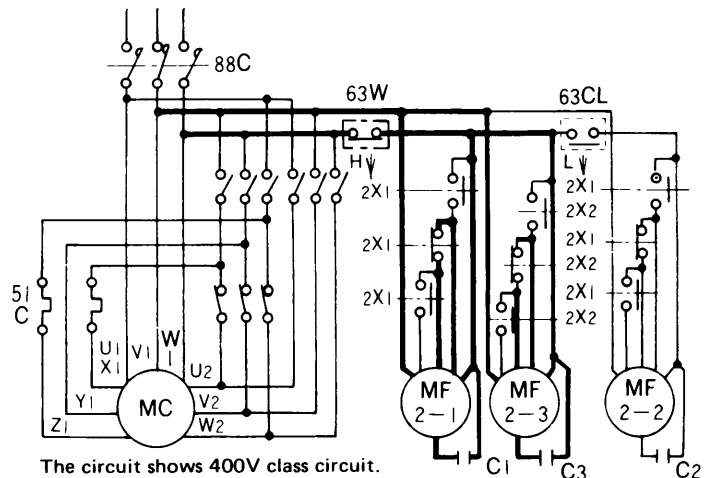 88C
63W
63CL
H
L
2X1
2X1
2X1
2X1
2X2
2X1
2X2
2X1
2X2
51
C
U1
X1
V1
W
1
U2
Y1
MC
V2
Z1
W2
MF
2-1
MF
2-3
MF
2-2
C1
C3
C2
The circuit shows 400V class circuit.